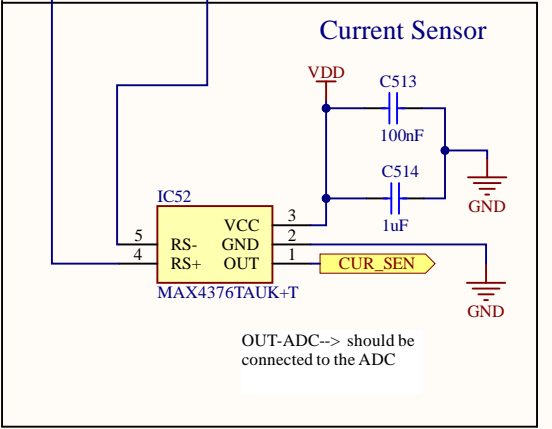 Current Sensor
VDD
C513
100nF
C514
1uF
GND
IC52
VCC 3
5 RS- GND 2
4 RS+ OUT 1
CUR_SEN
MAX4376TAUK+T
GND
OUT-ADC--> should be
connected to the ADC